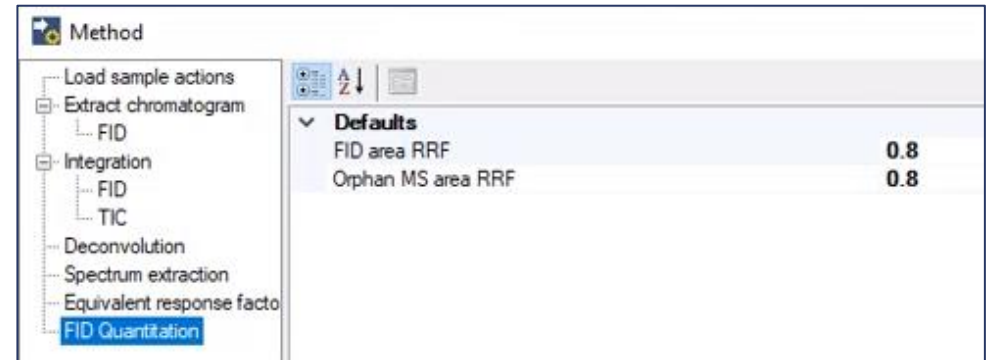 Method
Load sample actions
Extract chromatogram
FID
Integration
FID
TIC
Deconvolution
Spectrum extraction
Equivalent response facto
FID Quantitation
A
Z
Defaults
FID area RRF 0.8
Orphan MS area RRF 0.8